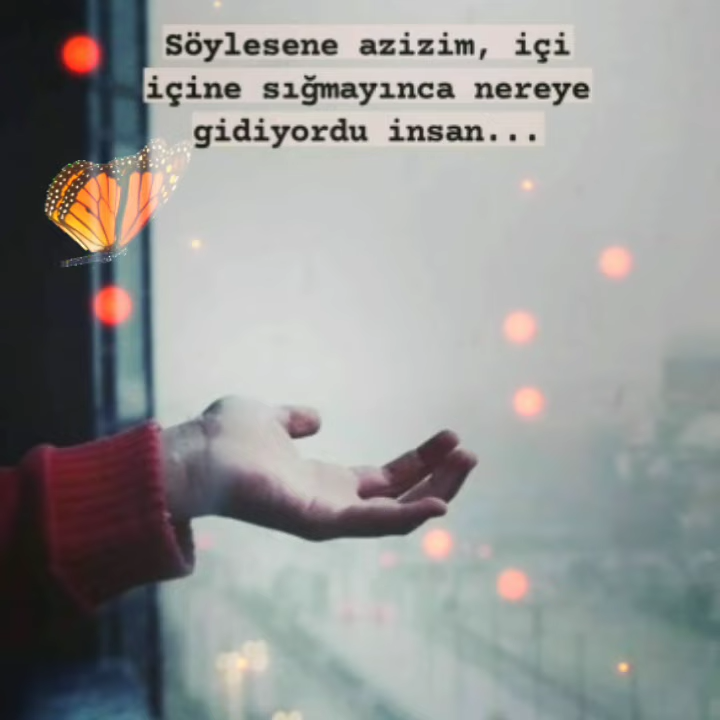 Söylesene azizim, içi
içine sığmayınca nereye
gidiyordu insan...